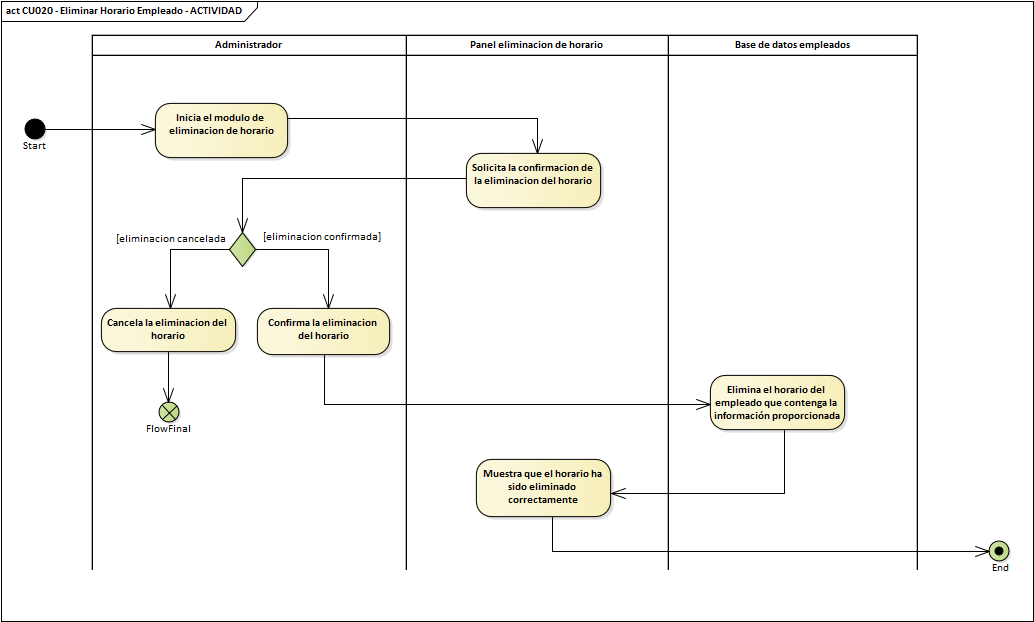 act CU020 - Eliminar Horario Empleado - ACTIVIDAD
Administrador
Panel eliminacion de horario
Base de datos empleados
Inicia el modulo de
eliminacion de horario
Start
Solicita la confirmacion de
la eliminacion del horario
[eliminacion cancelada
[eliminacion confirmada]
Cancela la eliminacion del
horario
Confirma la eliminacion
del horario
FlowFinal
Elimina el horario del
empleado que contenga la
información proporcionada
Muestra que el horario ha
sido eliminado
correctamente
End